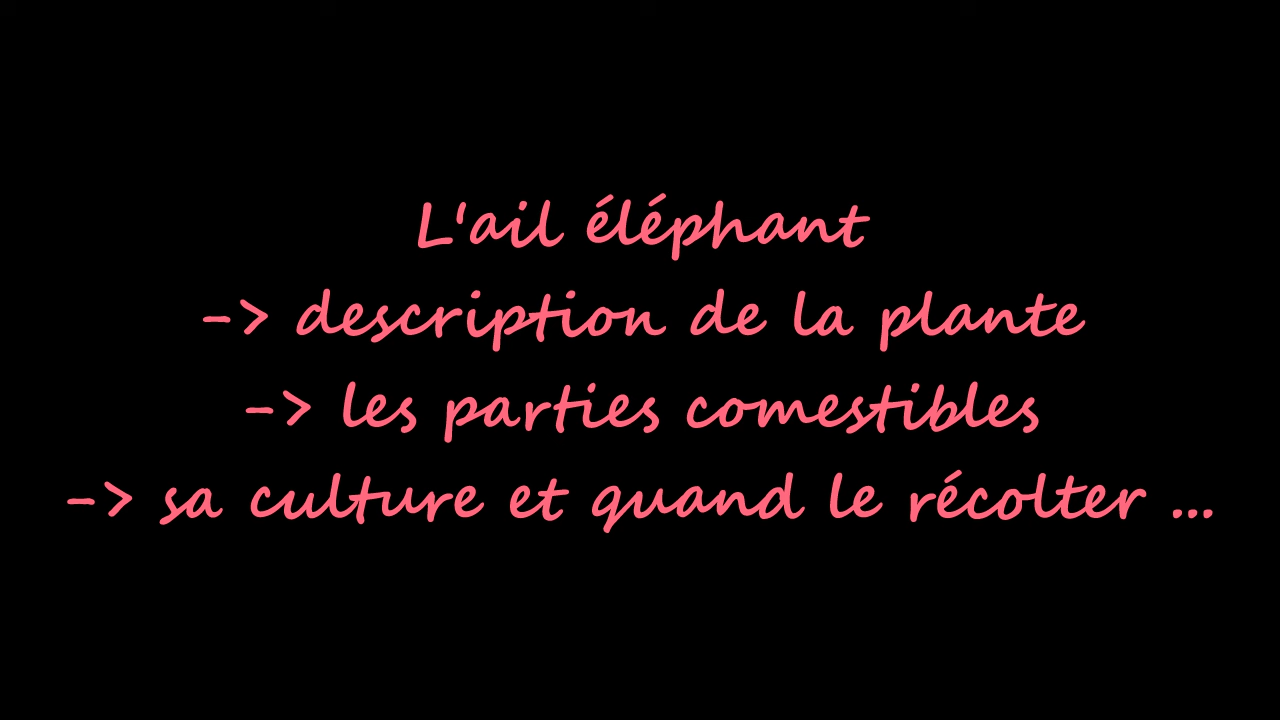 L'ail éléphant
-> description de la plante
-> les parties comestibles
-> sa culture et quand le récolter ...